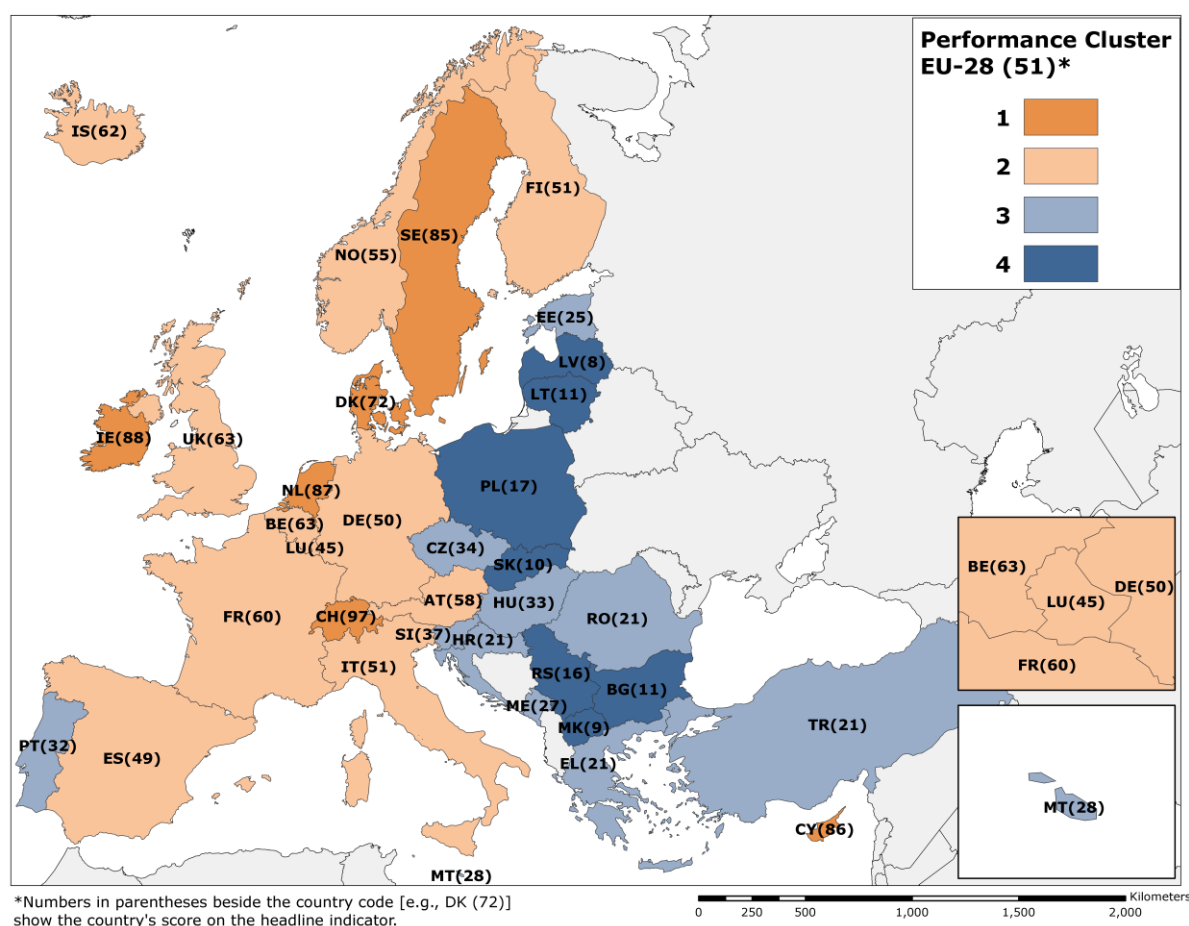 Performance Cluster
EU-28 (51)*
1
2
3
4
IS(62)
FI(51)
SE(85)
NO(55)
EE(25)
LV(8)
DK(72)
LT(11)
IE(88)
UK(63)
NL(87)
PL(17)
BE(63)
DE(50)
LU(45)
CZ(34)
SK(10)
AT(58)
HU(33)
FR(60)
CH(97)
RO(21)
SI(37)
HR(21)
IT(51)
RS(16)
BG(11)
ME(27)
MK(9)
TR(21)
PT(32)
ES(49)
EL(21)
CY(86)
MT(28)
BE(63)
DE(50)
LU(45)
FR(60)
MT(28)
*Numbers in parentheses beside the country code [e.g., DK (72)]
show the country's score on the headline indicator.
Kilometers
0 250 500 1,000 1,500 2,000